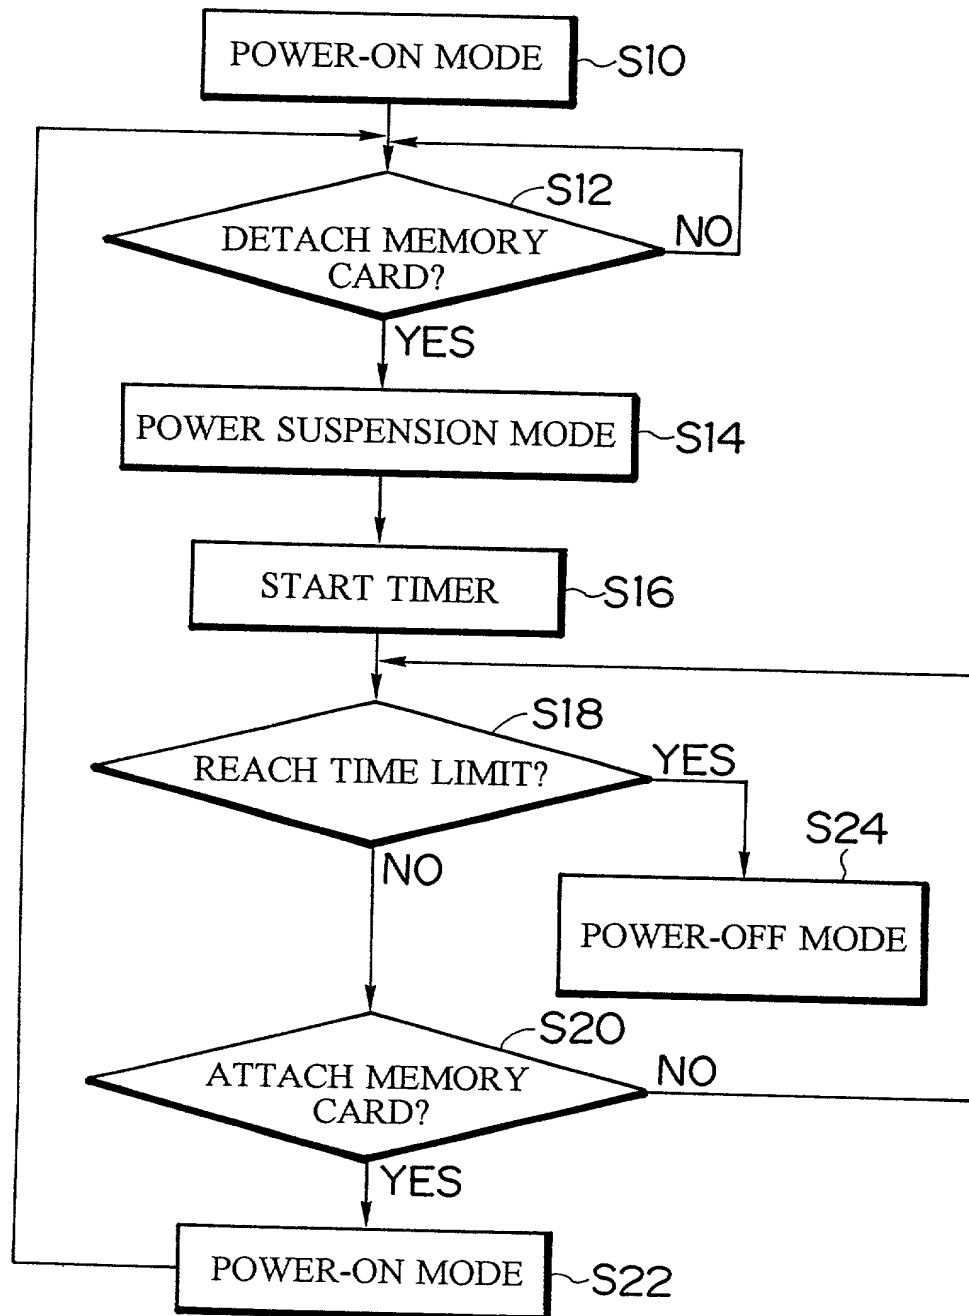 POWER-ON MODE
S10
S12
DETACH MEMORY
CARD?
NO
YES
POWER SUSPENSION MODE
S14
START TIMER
S16
S18
REACH TIME LIMIT?
YES
NO
S24
POWER-OFF MODE
S20
ATTACH MEMORY
CARD?
NO
YES
POWER-ON MODE
S22